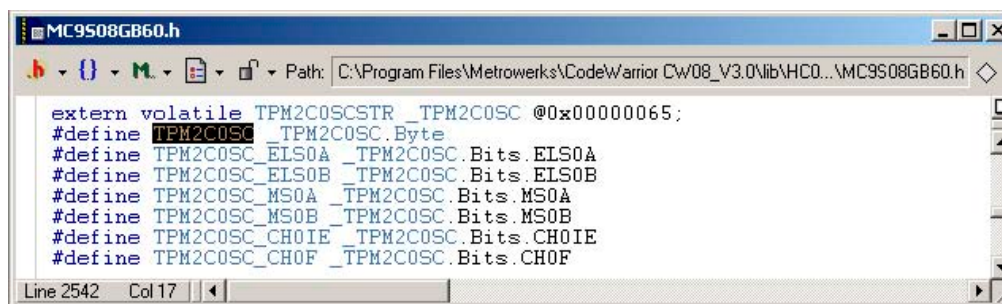 MC9S08GB60.h
.h {} M. Path: C:\Program Files\Metrowerks\CodeWarrior CW08_V3.0\lib\HC0...\MC9S08GB60.h
extern volatile TPM2C0SCSTR _TPM2C0SC @0x00000065;
#define TPM2C0SC _TPM2C0SC.Byte
#define TPM2C0SC_ELS0A _TPM2C0SC.Bits.ELS0A
#define TPM2C0SC_ELS0B _TPM2C0SC.Bits.ELS0B
#define TPM2C0SC_MS0A _TPM2C0SC.Bits.MS0A
#define TPM2C0SC_MS0B _TPM2C0SC.Bits.MS0B
#define TPM2C0SC_CH0IE _TPM2C0SC.Bits.CH0IE
#define TPM2C0SC_CH0F _TPM2C0SC.Bits.CH0F
Line 2542 Col 17